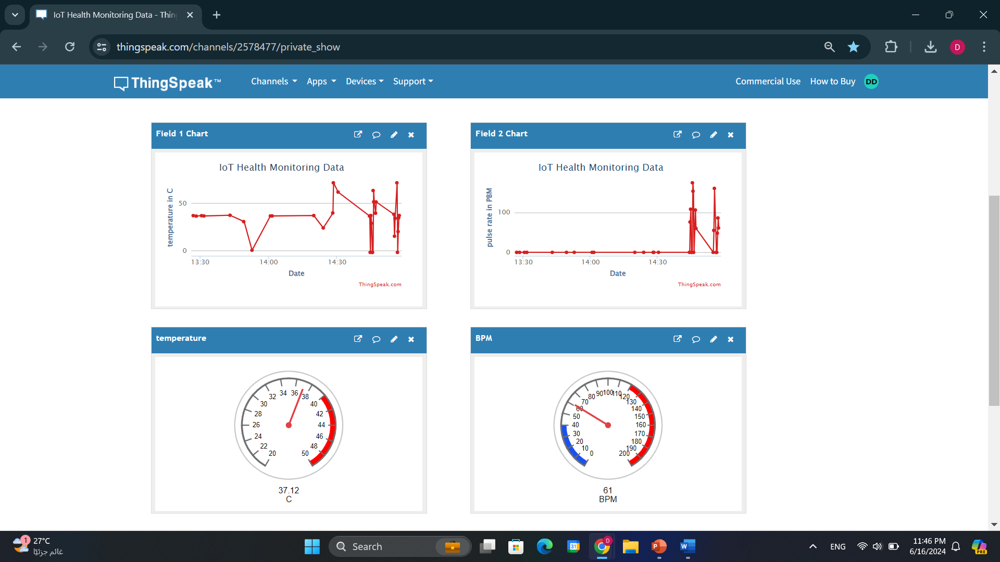 IoT Health Monitoring Data - Thin
thingspeak.com/channels/2578477/private_show
D
ThingSpeak™
Channels
Apps
Devices
Support
Commercial Use
How to Buy
DD
Field 1 Chart
IoT Health Monitoring Data
temperature in C
50
0
13:30
14:00
14:30
Date
ThingSpeak.com
Field 2 Chart
IoT Health Monitoring Data
pulse rate in PBM
100
0
13:30
14:00
14:30
Date
ThingSpeak.com
temperature
20
22
24
26
28
30
32
34
36
38
40
42
44
46
48
50
37.12
C
BPM
0
10
20
30
40
50
60
70
80
90
100
110
120
130
140
150
160
170
180
190
200
61
BPM
1
27°C
غائم جزئيًا
Search
31
D
P
W
ENG
11:46 PM
6/16/2024
PRE